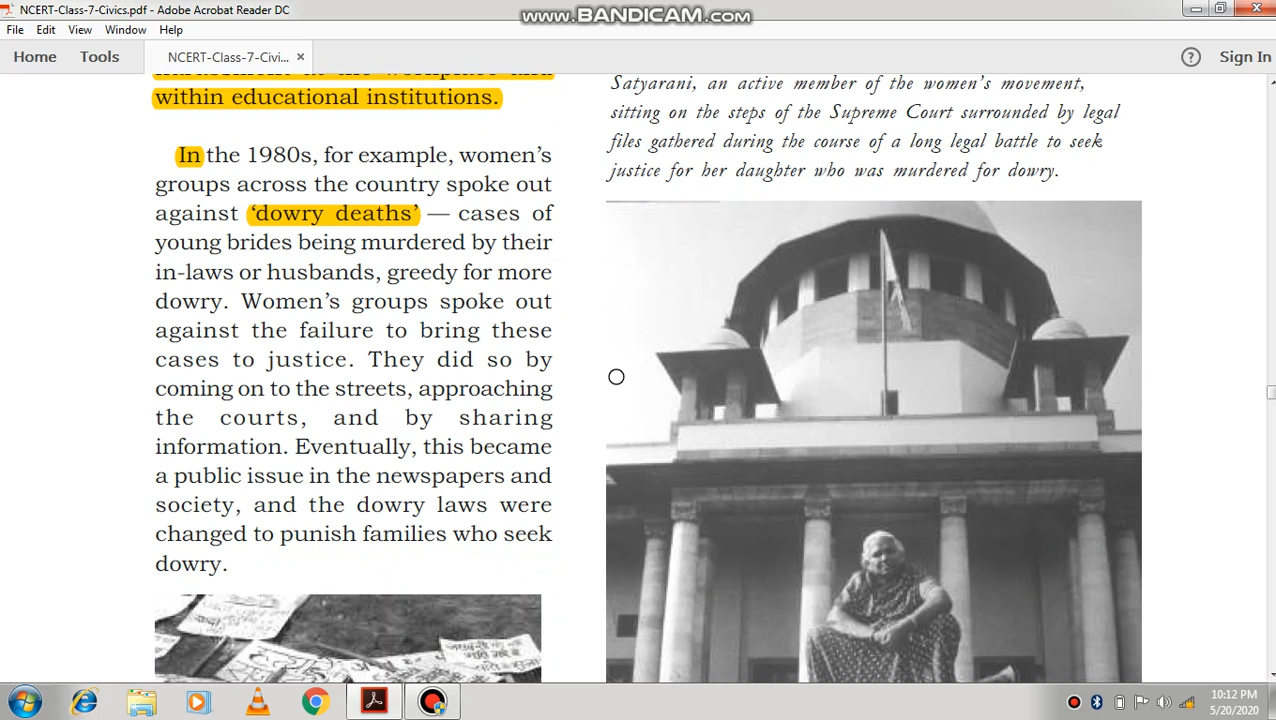 NCERT-Class-7-Civics.pdf - Adobe Acrobat Reader DC
www.BANDICAM.com
File Edit View Window Help
Home Tools NCERT-Class-7-Civi... × Sign In
harassment at the workplace and
within educational institutions.
In the 1980s, for example, women's
groups across the country spoke out
against 'dowry deaths' — cases of
young brides being murdered by their
in-laws or husbands, greedy for more
dowry. Women's groups spoke out
against the failure to bring these
cases to justice. They did so by
coming on to the streets, approaching
the courts, and by sharing
information. Eventually, this became
a public issue in the newspapers and
society, and the dowry laws were
changed to punish families who seek
dowry.
Satyarani, an active member of the women's movement,
sitting on the steps of the Supreme Court surrounded by legal
files gathered during the course of a long legal battle to seek
justice for her daughter who was murdered for dowry.
10:12 PM
5/20/2020